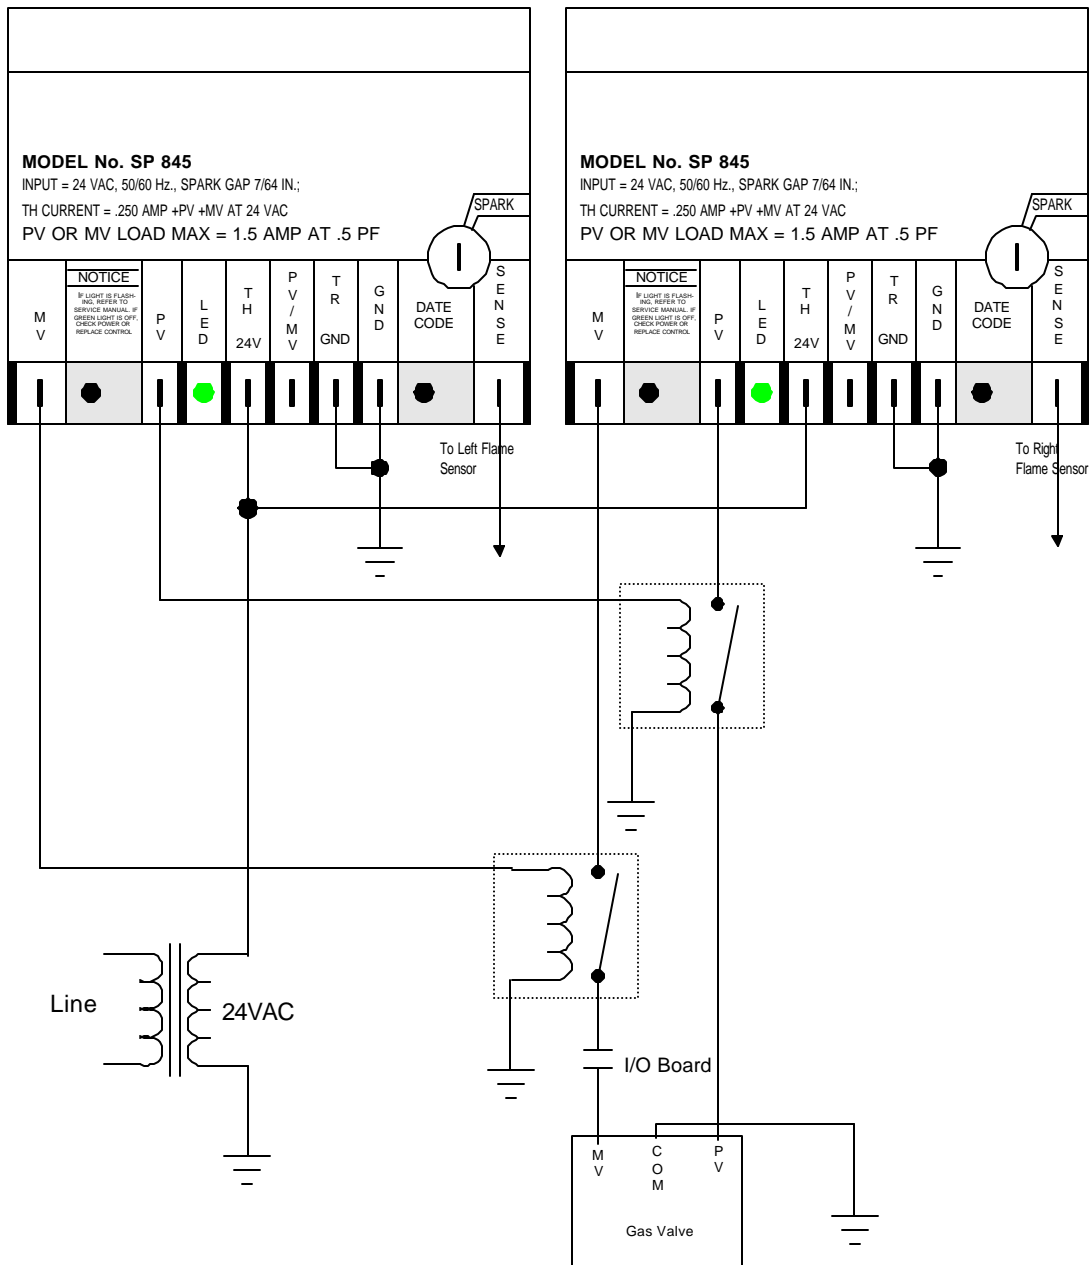 MODEL No. SP 845
INPUT = 24 VAC, 50/60 Hz., SPARK GAP 7/64 IN.;
TH CURRENT = .250 AMP +PV +MV AT 24 VAC
PV OR MV LOAD MAX = 1.5 AMP AT .5 PF
SPARK
MV
NOTICE
IF LIGHT IS FLASH-
ING, REFER TO
SERVICE MANUAL. IF
GREEN LIGHT IS OFF,
CHECK POWER OR
REPLACE CONTROL
PV
LED
TH
24V
PV/MV
TR
GND
GND
DATE
CODE
SENSE
To Left Flame
Sensor
MODEL No. SP 845
INPUT = 24 VAC, 50/60 Hz., SPARK GAP 7/64 IN.;
TH CURRENT = .250 AMP +PV +MV AT 24 VAC
PV OR MV LOAD MAX = 1.5 AMP AT .5 PF
SPARK
MV
NOTICE
IF LIGHT IS FLASH-
ING, REFER TO
SERVICE MANUAL. IF
GREEN LIGHT IS OFF,
CHECK POWER OR
REPLACE CONTROL
PV
LED
TH
24V
PV/MV
TR
GND
GND
DATE
CODE
SENSE
To Right
Flame Sensor
Line
24VAC
I/O Board
MV
COM
PV
Gas Valve